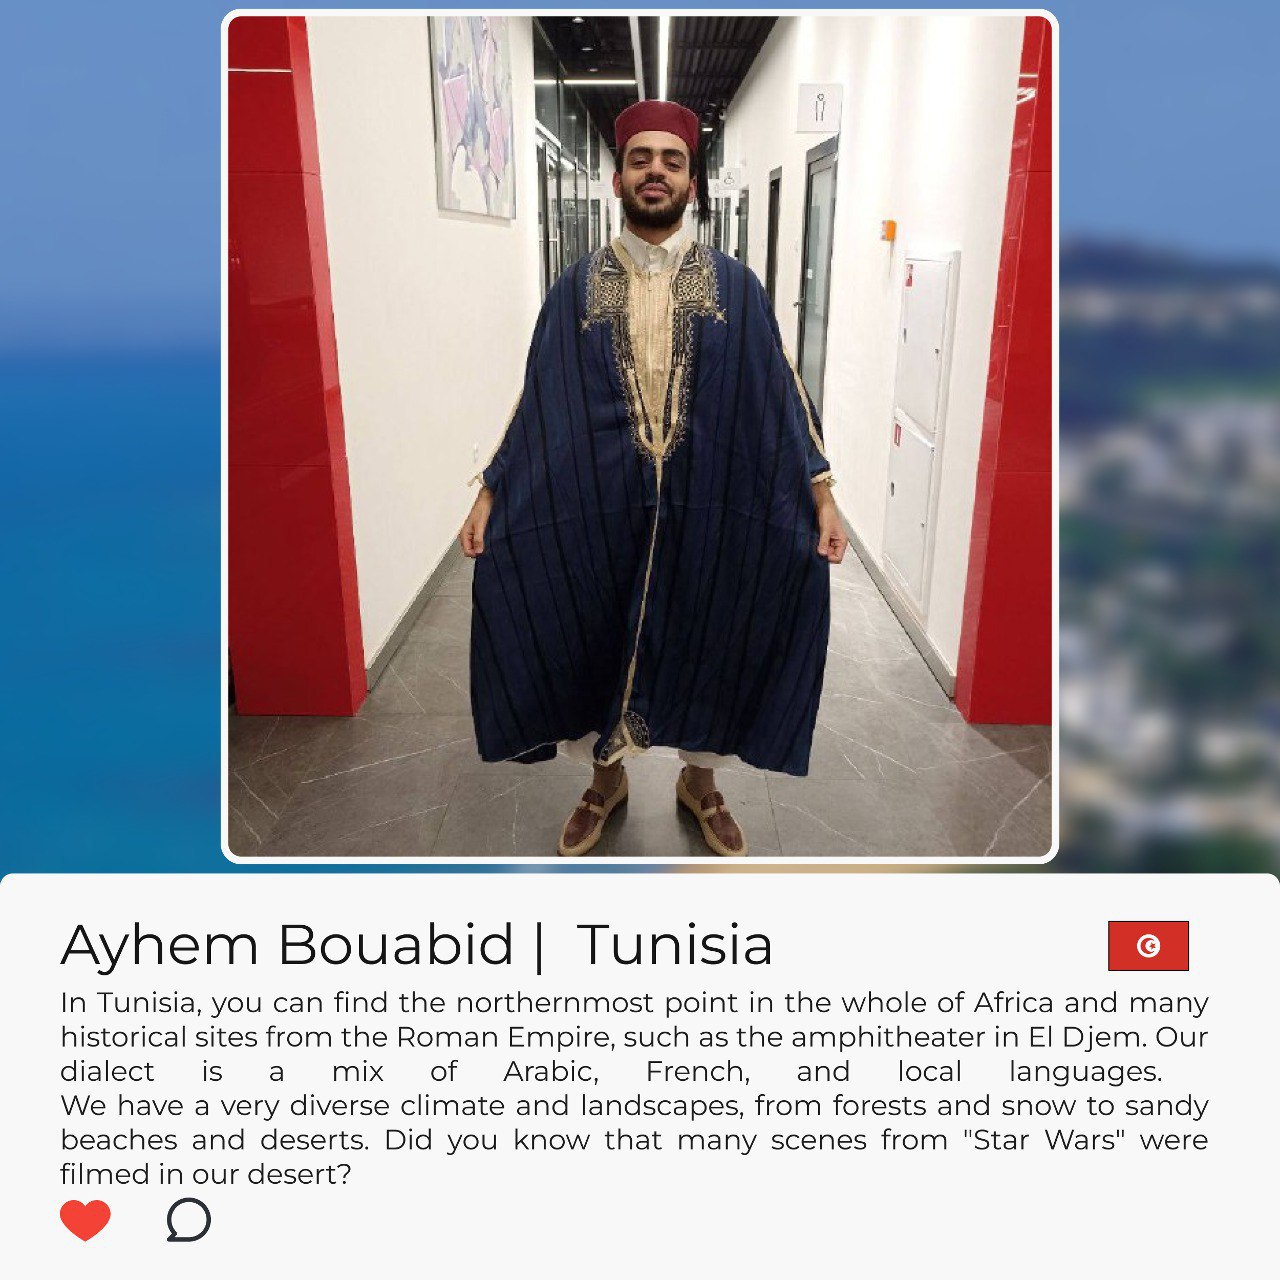 Ayhem Bouabid | Tunisia
In Tunisia, you can find the northernmost point in the whole of Africa and many
historical sites from the Roman Empire, such as the amphitheater in El Djem. Our
dialect is a mix of Arabic, French, and local languages.
We have a very diverse climate and landscapes, from forests and snow to sandy
beaches and deserts. Did you know that many scenes from "Star Wars" were
filmed in our desert?